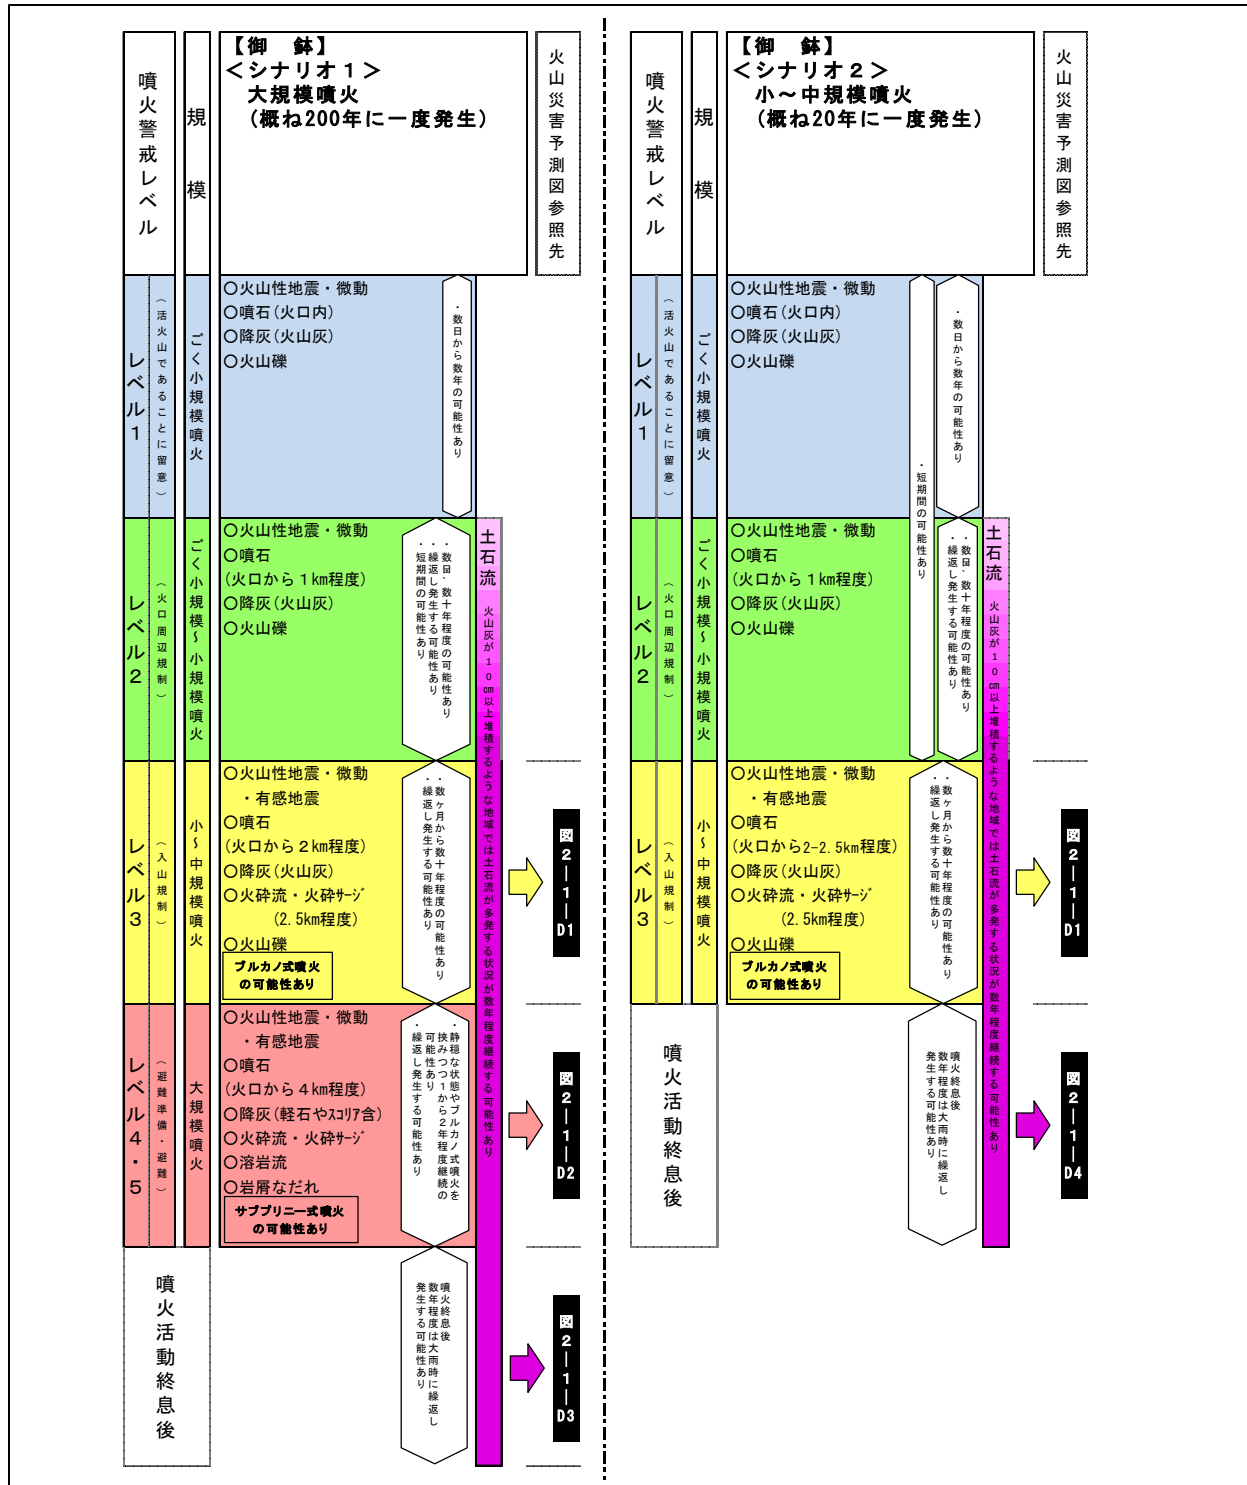 噴火警戒レベル
規模
【御　鉢】
＜シナリオ１＞
大規模噴火
(概ね200年に一度発生)
火山災害予測図参照先
レベル１
（活火山であることに留意）
ごく小規模噴火
○火山性地震・微動
○噴石(火口内)
○降灰(火山灰)
○火山礫
・数日から数年の可能性あり
レベル２
（火口周辺規制）
ごく小規模～小規模噴火
○火山性地震・微動
○噴石
(火口から１km程度)
○降灰(火山灰)
○火山礫
・数十年程度の可能性あり
・繰返し発生する可能性あり
・短期間の可能性あり
土石流
火山灰が１０cm以上堆積するような地域では土石流が多発する状況が数年程度継続する可能性あり
レベル３
（入山規制）
小～中規模噴火
○火山性地震・微動
・有感地震
○噴石
(火口から２km程度)
○降灰(火山灰)
○火砕流・火砕ｻｰｼﾞ
(2.5km程度)
○火山礫
ブルカノ式噴火
の可能性あり
・数ヶ月から数十年程度の可能性あり
・繰返し発生する可能性あり
図２―１―D1
レベル４・５
（避難準備・避難）
大規模噴火
○火山性地震・微動
・有感地震
○噴石
(火口から４km程度)
○降灰(軽石やｽｺﾘｱ含)
○火砕流・火砕ｻｰｼﾞ
○溶岩流
○岩屑なだれ
サブプリニー式噴火
の可能性あり
・静穏な状態やブルカノ式噴火を
挟みつつ１から２年程度継続の
可能性あり
・繰返し発生する可能性あり
図２―１―D2
噴火活動終息後
噴火終息後
数年程度は大雨時に繰返し
発生する可能性あり
図２―１―D3
噴火警戒レベル
規模
【御　鉢】
＜シナリオ２＞
小～中規模噴火
(概ね20年に一度発生)
火山災害予測図参照先
レベル１
（活火山であることに留意）
ごく小規模噴火
○火山性地震・微動
○噴石(火口内)
○降灰(火山灰)
○火山礫
・短期間の可能性あり
・数日から数年の可能性あり
レベル２
（火口周辺規制）
ごく小規模～小規模噴火
○火山性地震・微動
○噴石
(火口から１km程度)
○降灰(火山灰)
○火山礫
・数十年程度の可能性あり
・繰返し発生する可能性あり
土石流
火山灰が１０cm以上堆積するような地域では土石流が多発する状況が数年程度継続する可能性あり
レベル３
（入山規制）
小～中規模噴火
○火山性地震・微動
・有感地震
○噴石
(火口から2-2.5km程度)
○降灰(火山灰)
○火砕流・火砕ｻｰｼﾞ
(2.5km程度)
○火山礫
ブルカノ式噴火
の可能性あり
・数ヶ月から数十年程度の可能性あり
・繰返し発生する可能性あり
図２―１―D1
噴火活動終息後
噴火終息後
数年程度は大雨時に繰返し
発生する可能性あり
図２―１―D4